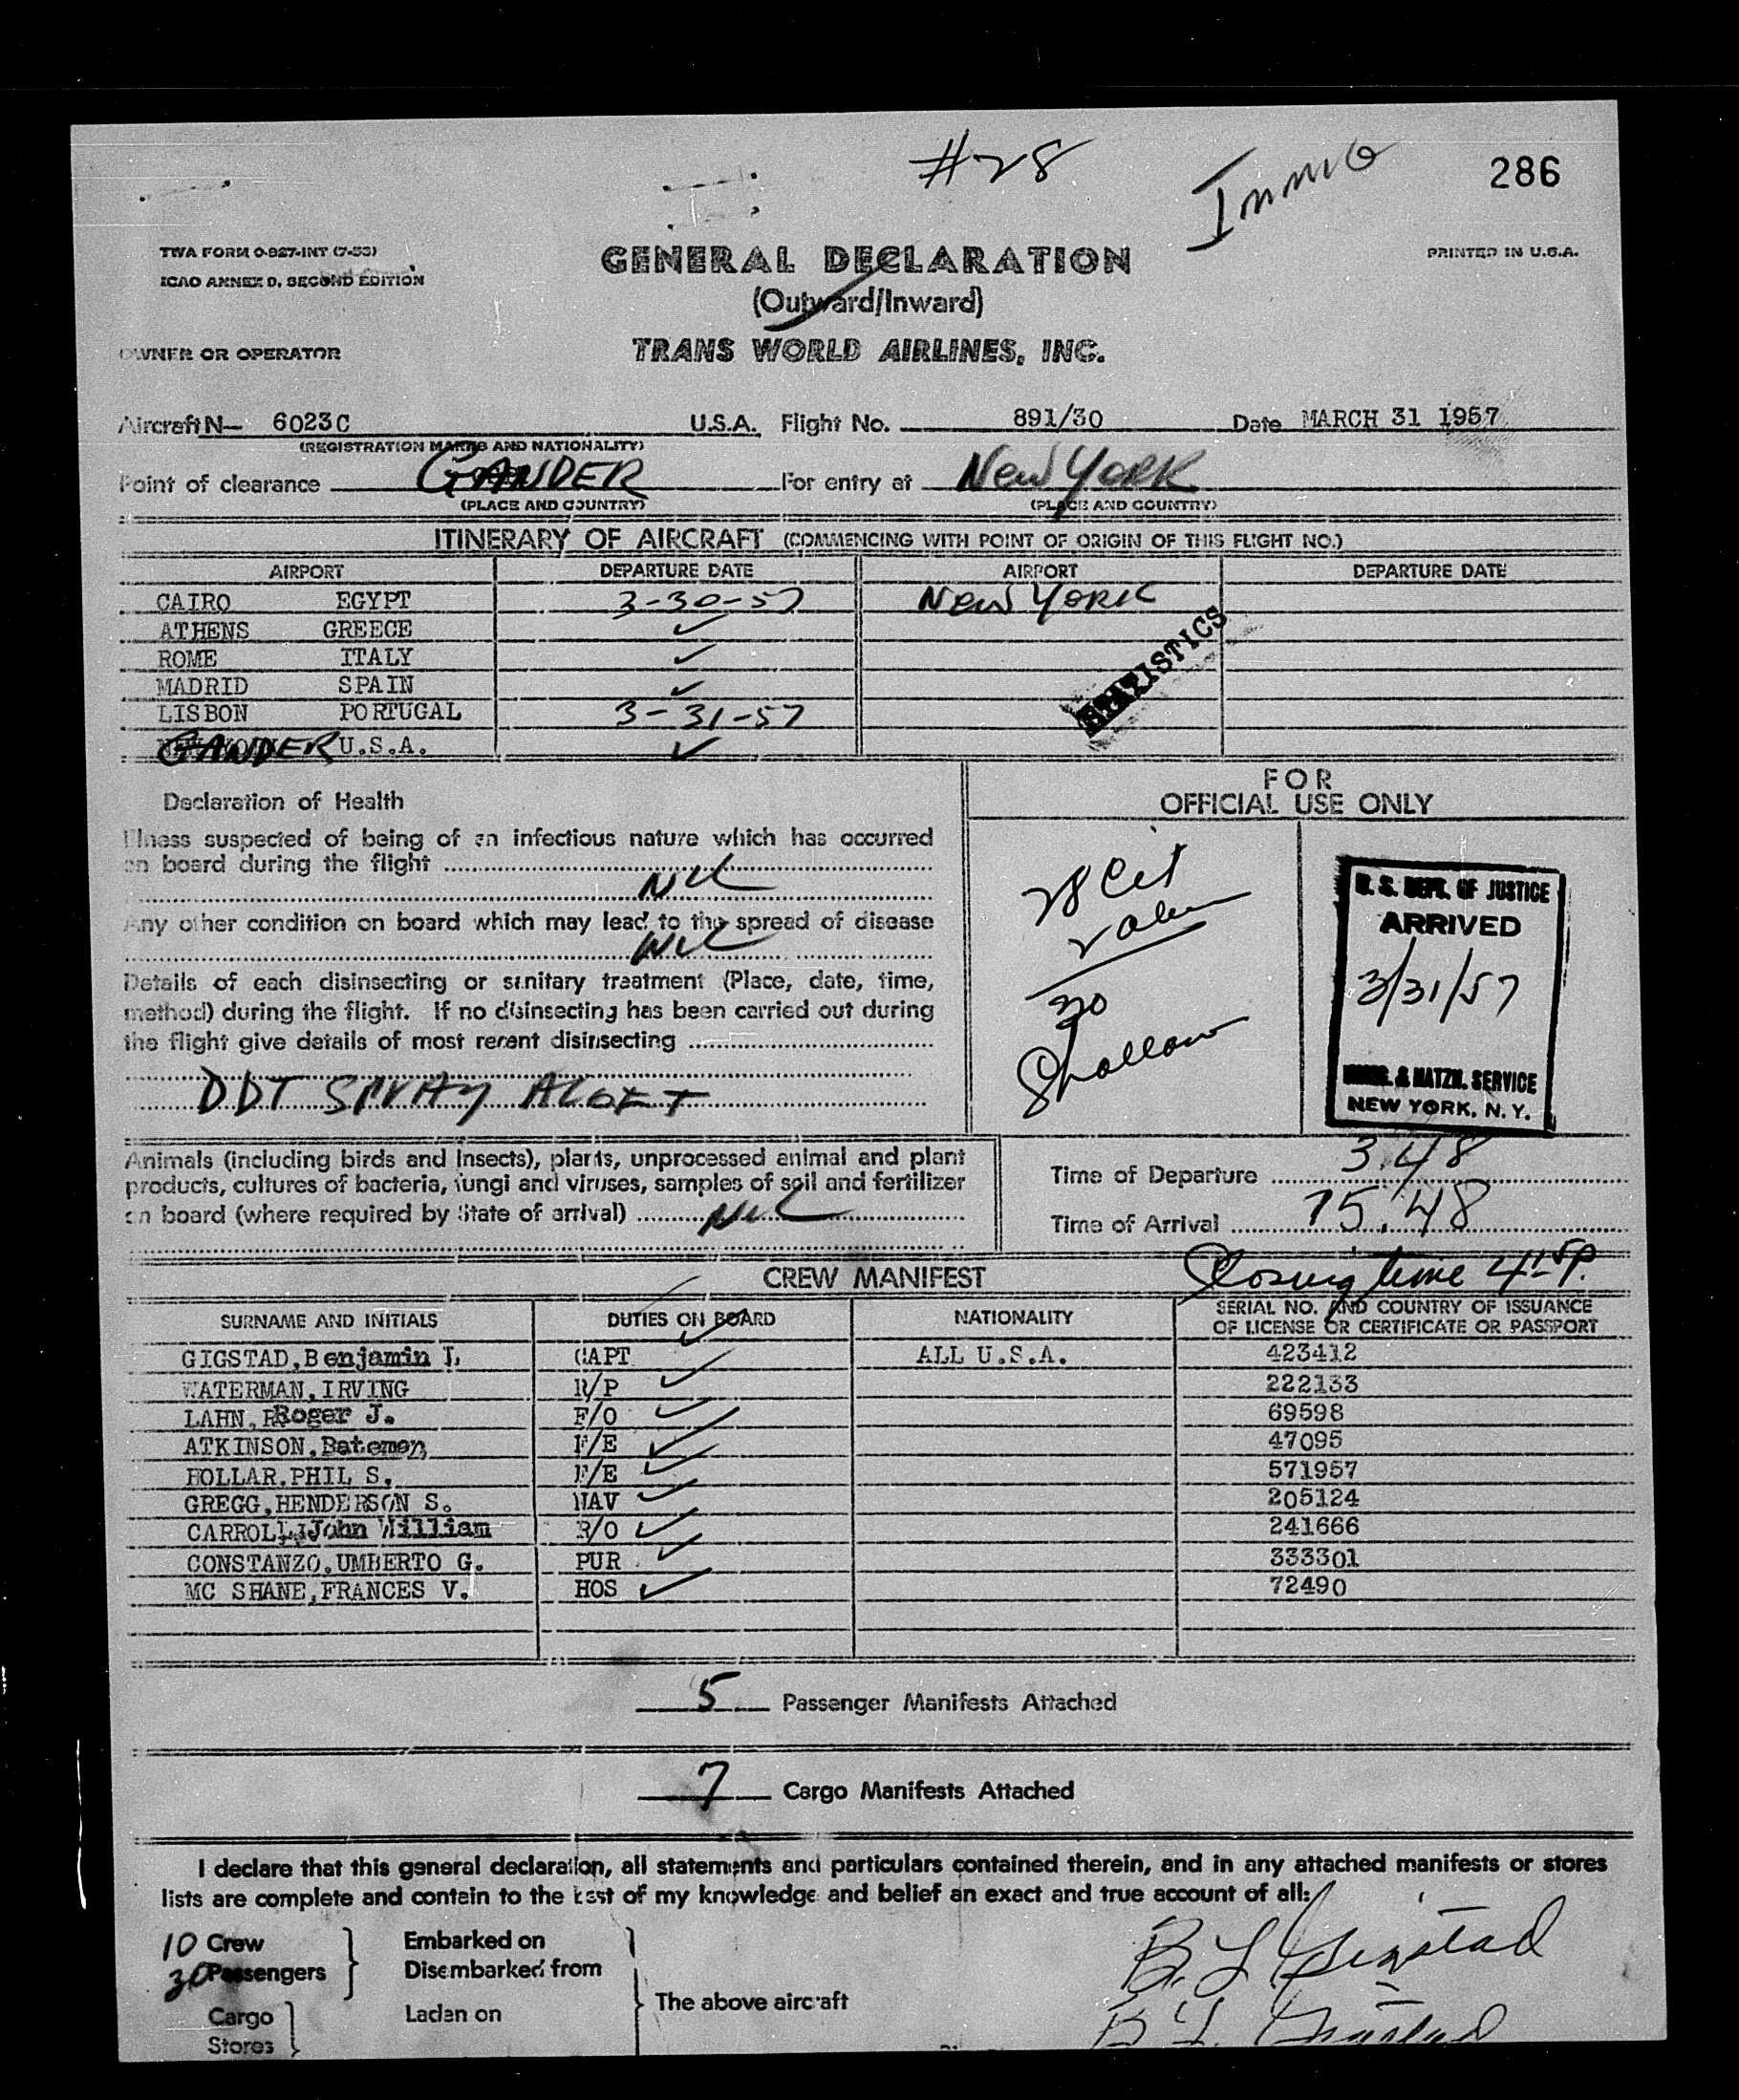 #28
Immig
286
TWA FORM O-927-INT (7-53)
ICAO ANNEX 9, SECOND EDITION
GENERAL DECLARATION
PRINTED IN U.S.A.
(Outward/Inward)
OWNER OR OPERATOR
TRANS WORLD AIRLINES, INC.
Aircraft N— 6023C U.S.A. Flight No. 891/30 Date MARCH 31 1957
(REGISTRATION MARKS AND NATIONALITY)
Point of clearance GANDER For entry at New York
(PLACE AND COUNTRY) (PLACE AND COUNTRY)
ITINERARY OF AIRCRAFT (COMMENCING WITH POINT OF ORIGIN OF THIS FLIGHT NO.)
AIRPORT DEPARTURE DATE AIRPORT DEPARTURE DATE
CAIRO EGYPT 3-30-57 New York
ATHENS GREECE ✓
ROME ITALY ✓
MADRID SPAIN ✓
LISBON PORTUGAL 3-31-57
GANDER U.S.A. ✓
STATISTICS
Declaration of Health
Illness suspected of being of an infectious nature which has occurred
on board during the flight
NIL
Any other condition on board which may lead to the spread of disease
NIL
Details of each disinsecting or sanitary treatment (Place, date, time,
method) during the flight. If no disinsecting has been carried out during
the flight give details of most recent disinsecting
DDT SPRAY ALOFT
FOR
OFFICIAL USE ONLY
28 Cit
2 alien
30
U. S. DEPT. OF JUSTICE
ARRIVED
3/31/57
IMMIG. & NATZN. SERVICE
NEW YORK, N. Y.
Animals (including birds and insects), plants, unprocessed animal and plant
products, cultures of bacteria, fungi and viruses, samples of soil and fertilizer
on board (where required by State of arrival) NIL
Time of Departure 3.48
Time of Arrival 15.48
Closing time 4:15 P.
CREW MANIFEST
SURNAME AND INITIALS DUTIES ON BOARD NATIONALITY SERIAL NO. AND COUNTRY OF ISSUANCE
OF LICENSE OR CERTIFICATE OR PASSPORT
GIGSTAD, Benjamin L. CAPT ✓ ALL U.S.A. 423412
WATERMAN, IRVING R/P ✓ 222133
LAHN, Roger J. F/O ✓ 69598
ATKINSON, Bateman F/E ✓ 47095
HOLLAR, PHIL S. F/E ✓ 571957
GREGG, HENDERSON S. NAV ✓ 205124
CARROLL, John William R/O ✓ 241666
CONSTANZO, UMBERTO G. PUR ✓ 333301
MC SHANE, FRANCES V. HOS ✓ 72490
5 Passenger Manifests Attached
7 Cargo Manifests Attached
I declare that this general declaration, all statements and particulars contained therein, and in any attached manifests or stores
lists are complete and contain to the best of my knowledge and belief an exact and true account of all:
10 Crew
30 Passengers
Cargo
Stores
Embarked on
Disembarked from
Laden on
The above aircraft
B. L. Gigstad
B L. Gigstad